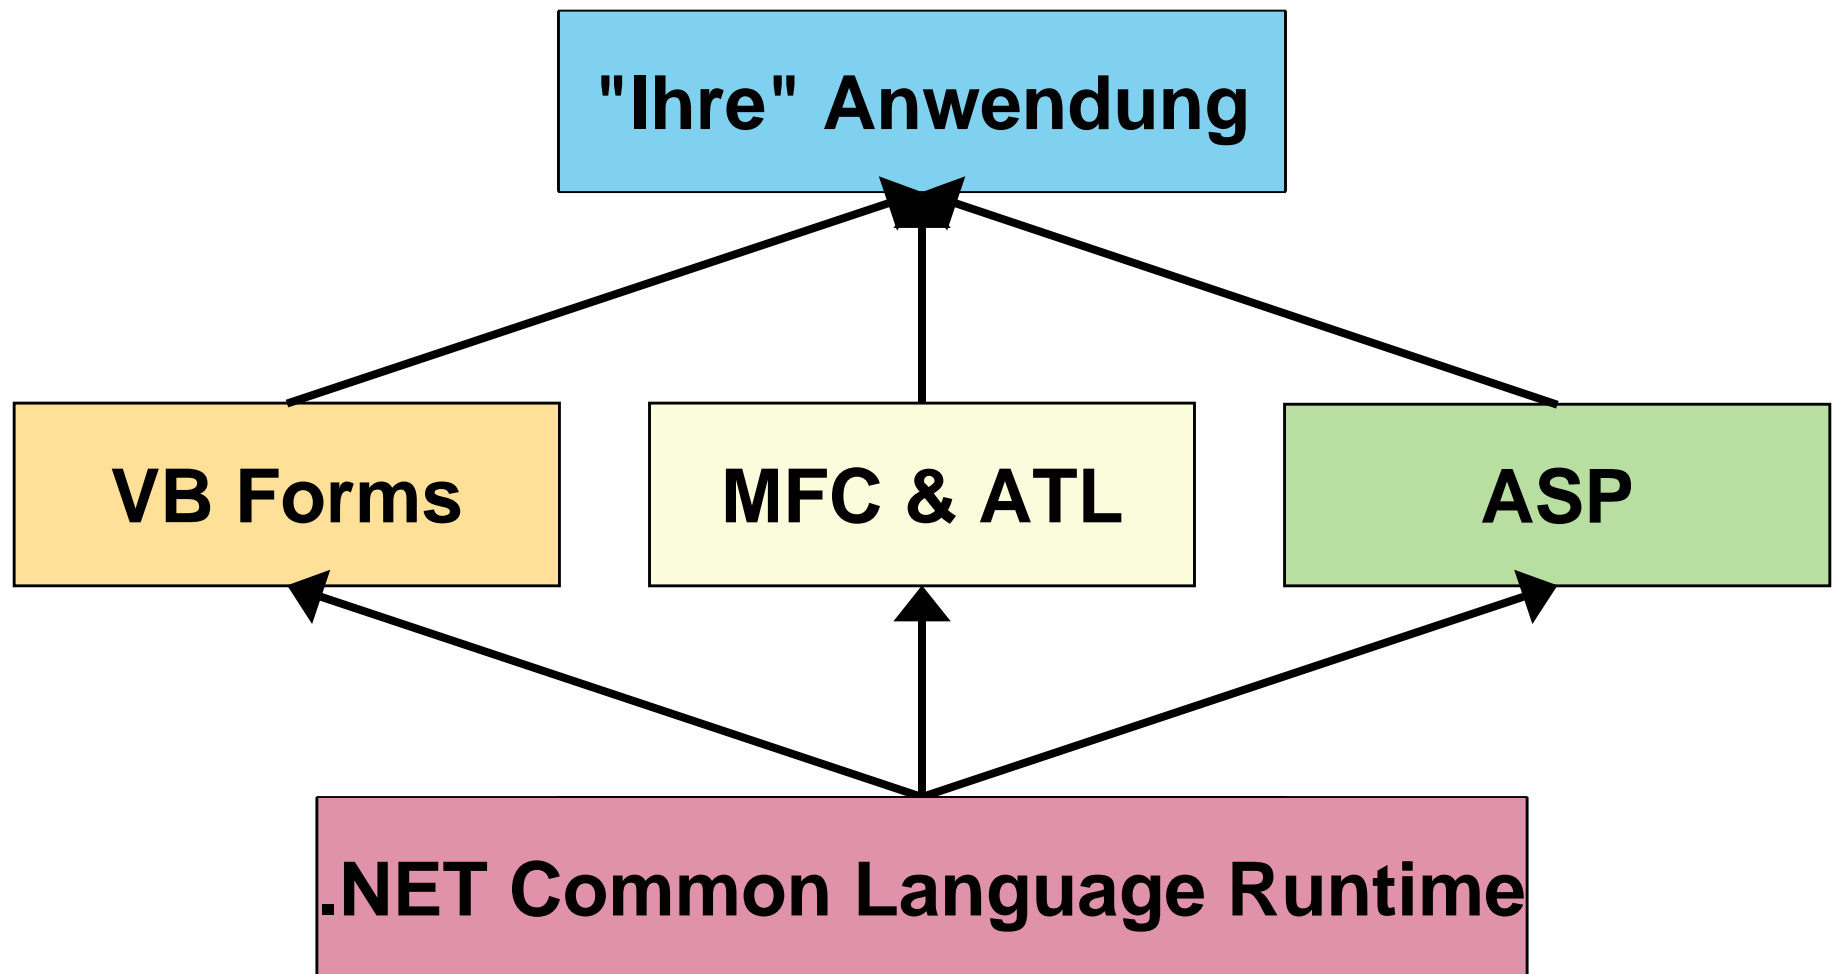 "Ihre" Anwendung
VB Forms
MFC & ATL
ASP
.NET Common Language Runtime